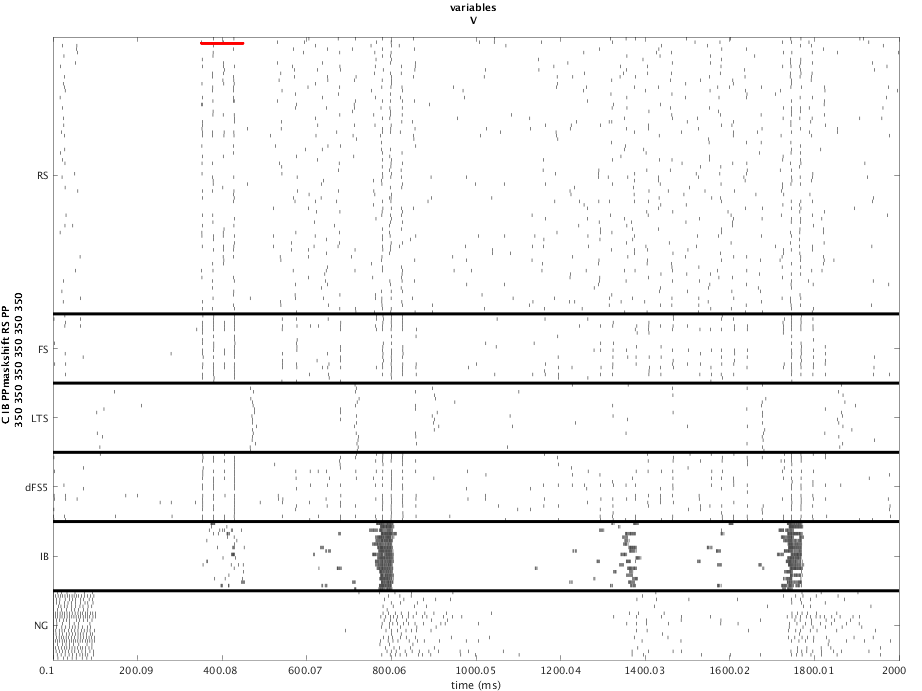 variables
V
C IB PPmaskshift RS PP
350 350 350 350 350 350
RS
FS
LTS
dFS5
IB
NG
0.1 200.09 400.08 600.07 800.06 1000.05 1200.04 1400.03 1600.02 1800.01 2000
time (ms)